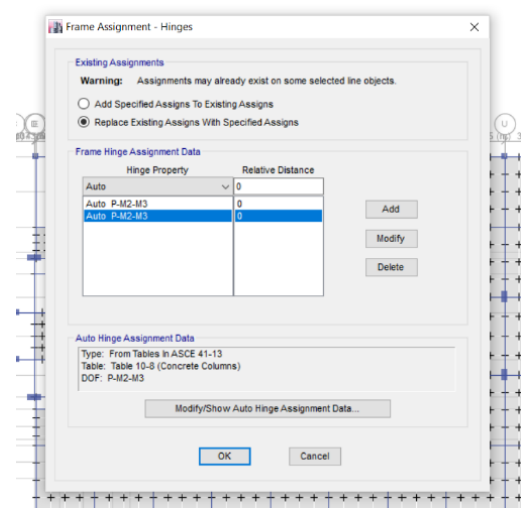 Frame Assignment - Hinges
Existing Assignments
Warning: Assignments may already exist on some selected line objects.
Add Specified Assigns To Existing Assigns
Replace Existing Assigns With Specified Assigns
E
U
Frame Hinge Assignment Data
Hinge Property Relative Distance
Auto 0
Auto P-M2-M3 0
Auto P-M2-M3 0
Add
Modify
Delete
Auto Hinge Assignment Data
Type: From Tables In ASCE 41-13
Table: Table 10-8 (Concrete Columns)
DOF: P-M2-M3
Modify/Show Auto Hinge Assignment Data...
OK Cancel